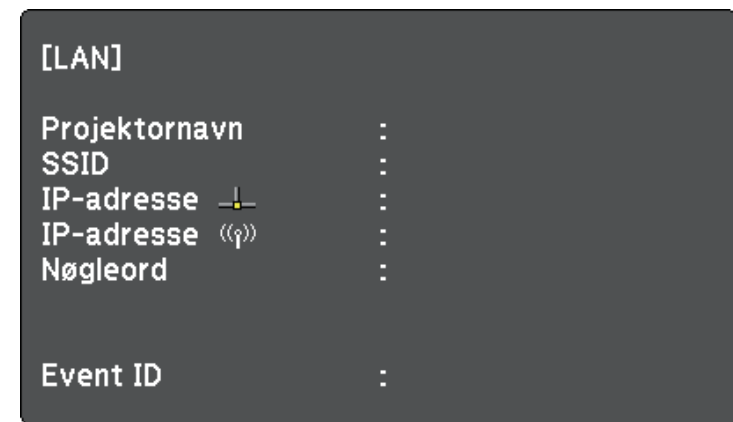 [LAN]
Projektornavn :
SSID :
IP-adresse :
IP-adresse :
Nøgleord :
Event ID :